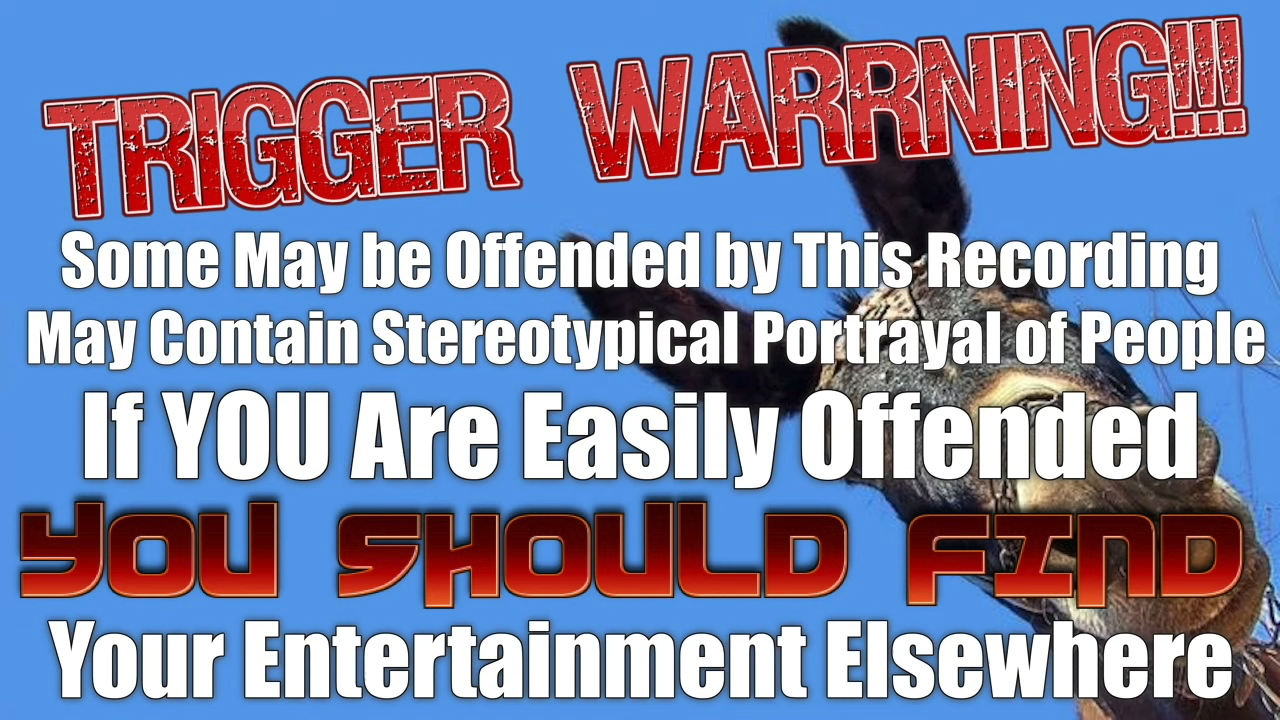 TRIGGER WARRNING!!!
Some May be Offended by This Recording
May Contain Stereotypical Portrayal of People
If YOU Are Easily Offended
YOU SHOULD FIND
Your Entertainment Elsewhere